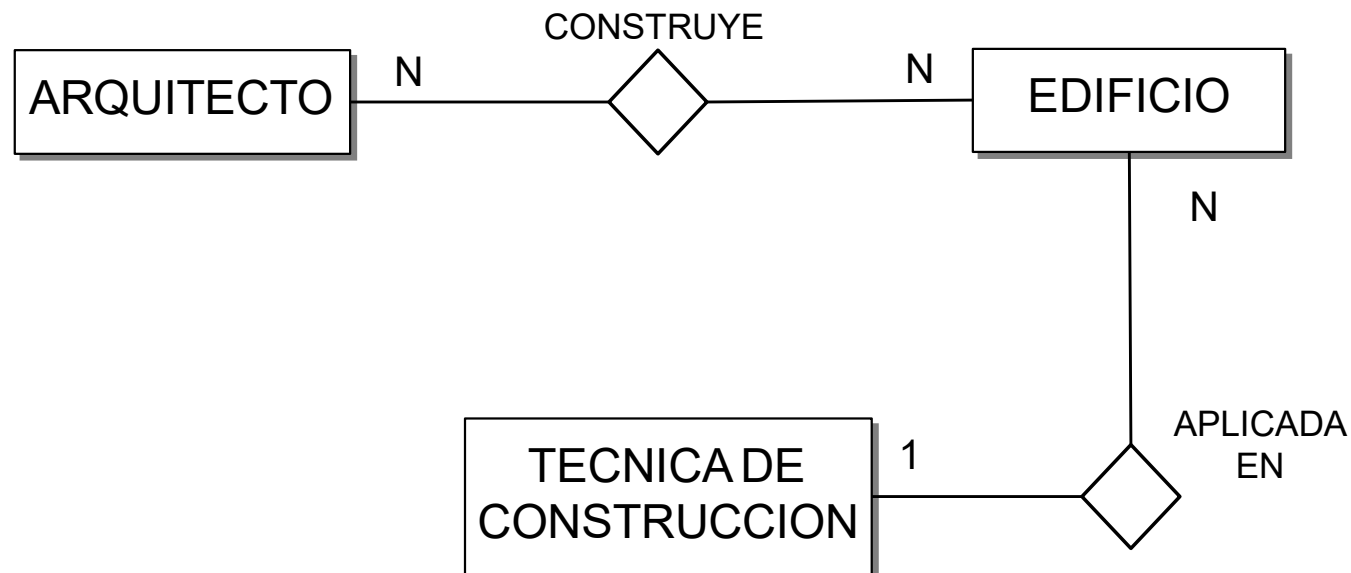 CONSTRUYE
ARQUITECTO
N
N
EDIFICIO
N
TECNICA DE
CONSTRUCCION
1
APLICADA
EN